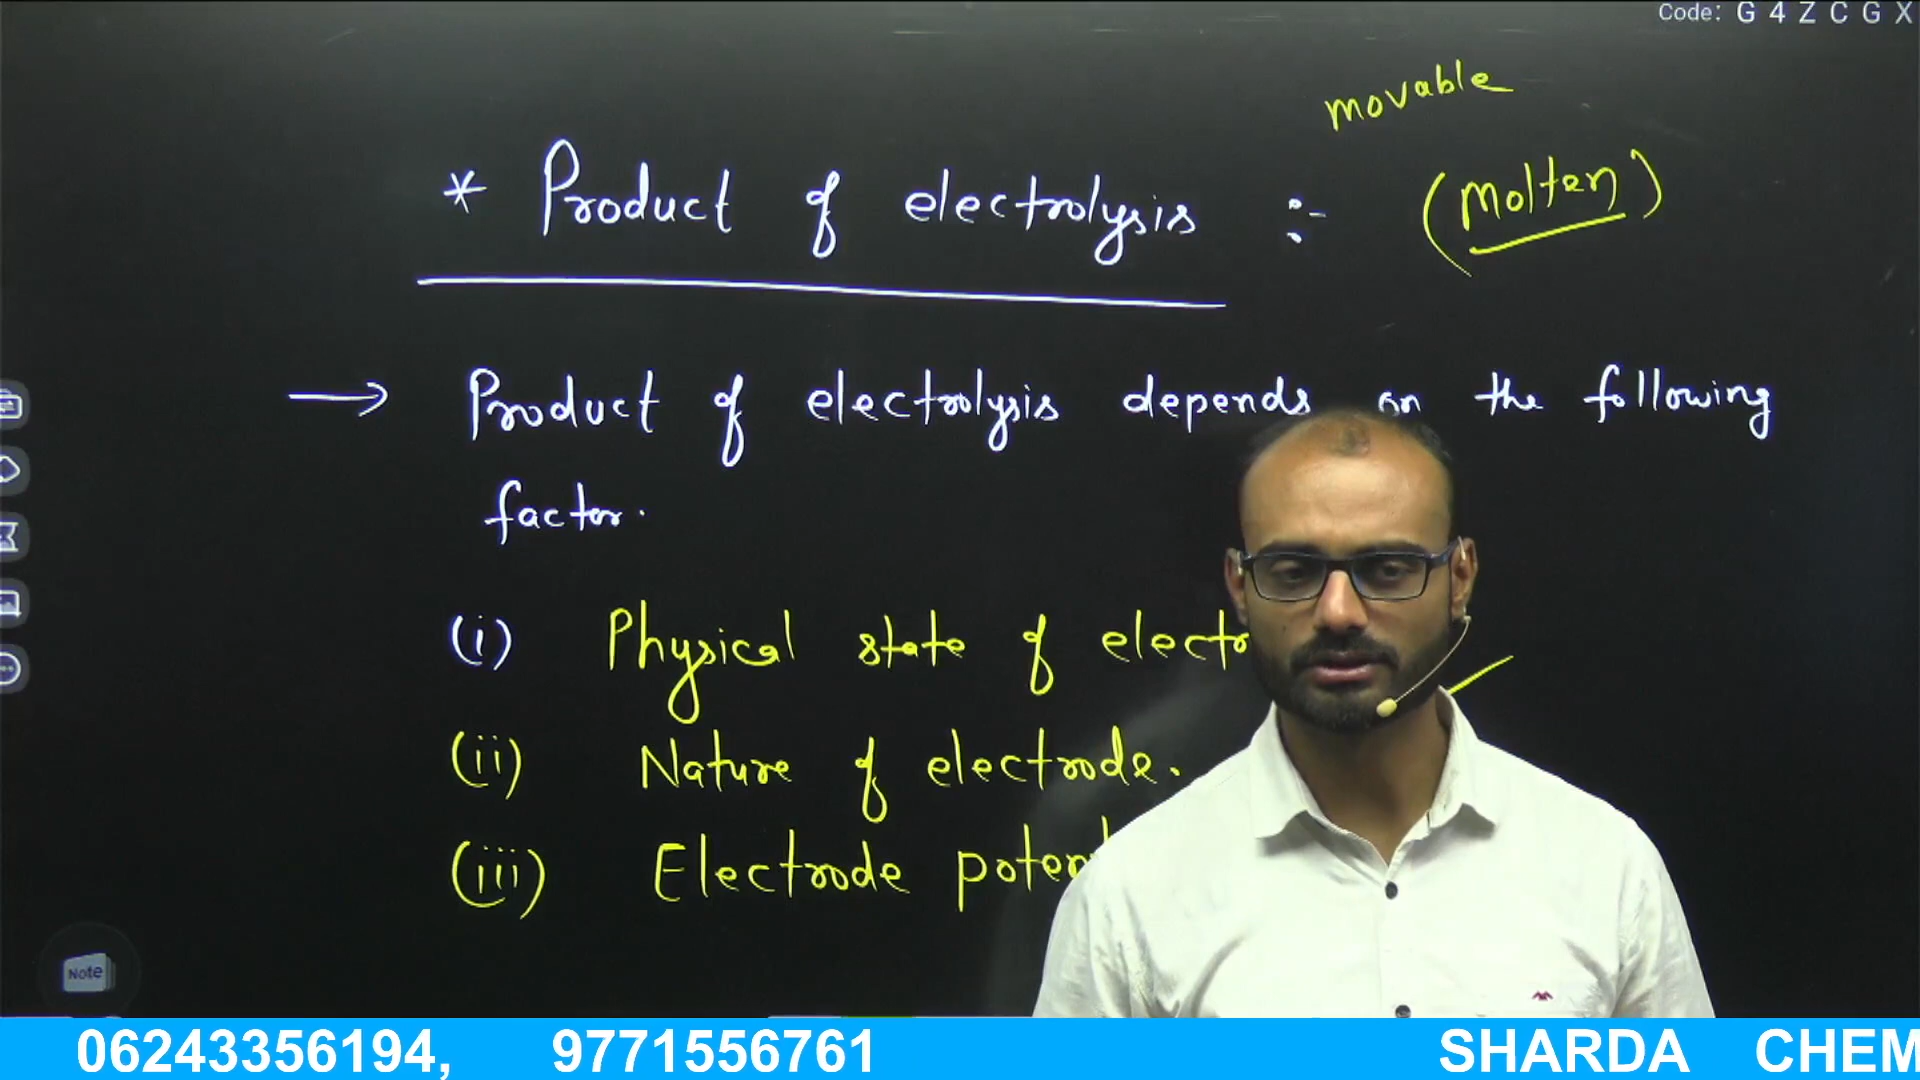 Code: G 4 Z C G X
movable
* Product of electrolysis :-
(Molten)
→ Product of electrolysis depends on the following
factor.
(i) Physical state of electr
(ii) Nature of electrode.
(iii) Electrode poten
Note
06243356194, 9771556761 SHARDA CHEM